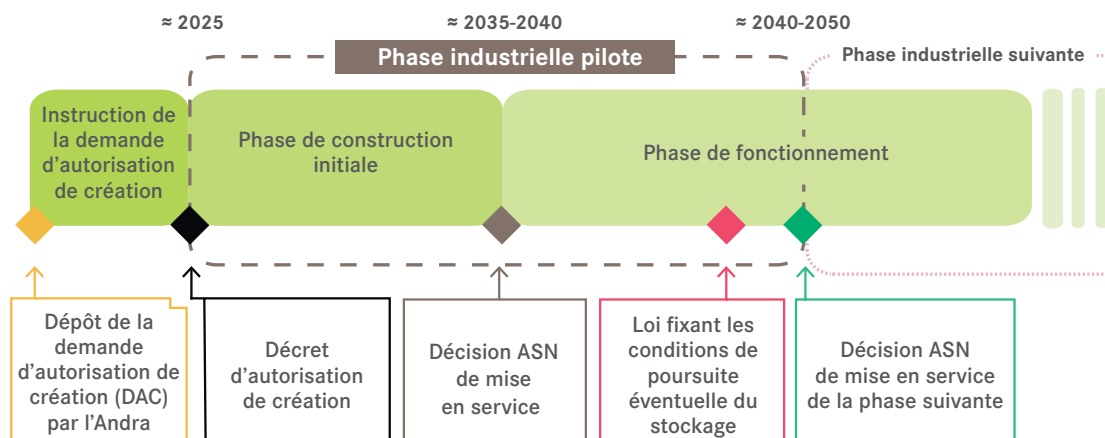 ≈ 2025
≈ 2035-2040
≈ 2040-2050
Phase industrielle pilote
Phase industrielle suivante
Instruction de
la demande
d'autorisation
de création
Phase de construction
initiale
Phase de fonctionnement
Dépôt de la
demande
d'autorisation de
création (DAC)
par l'Andra
Décret
d'autorisation
de création
Décision ASN
de mise
en service
Loi fixant les
conditions de
poursuite
éventuelle du
stockage
Décision ASN
de mise en service
de la phase suivante